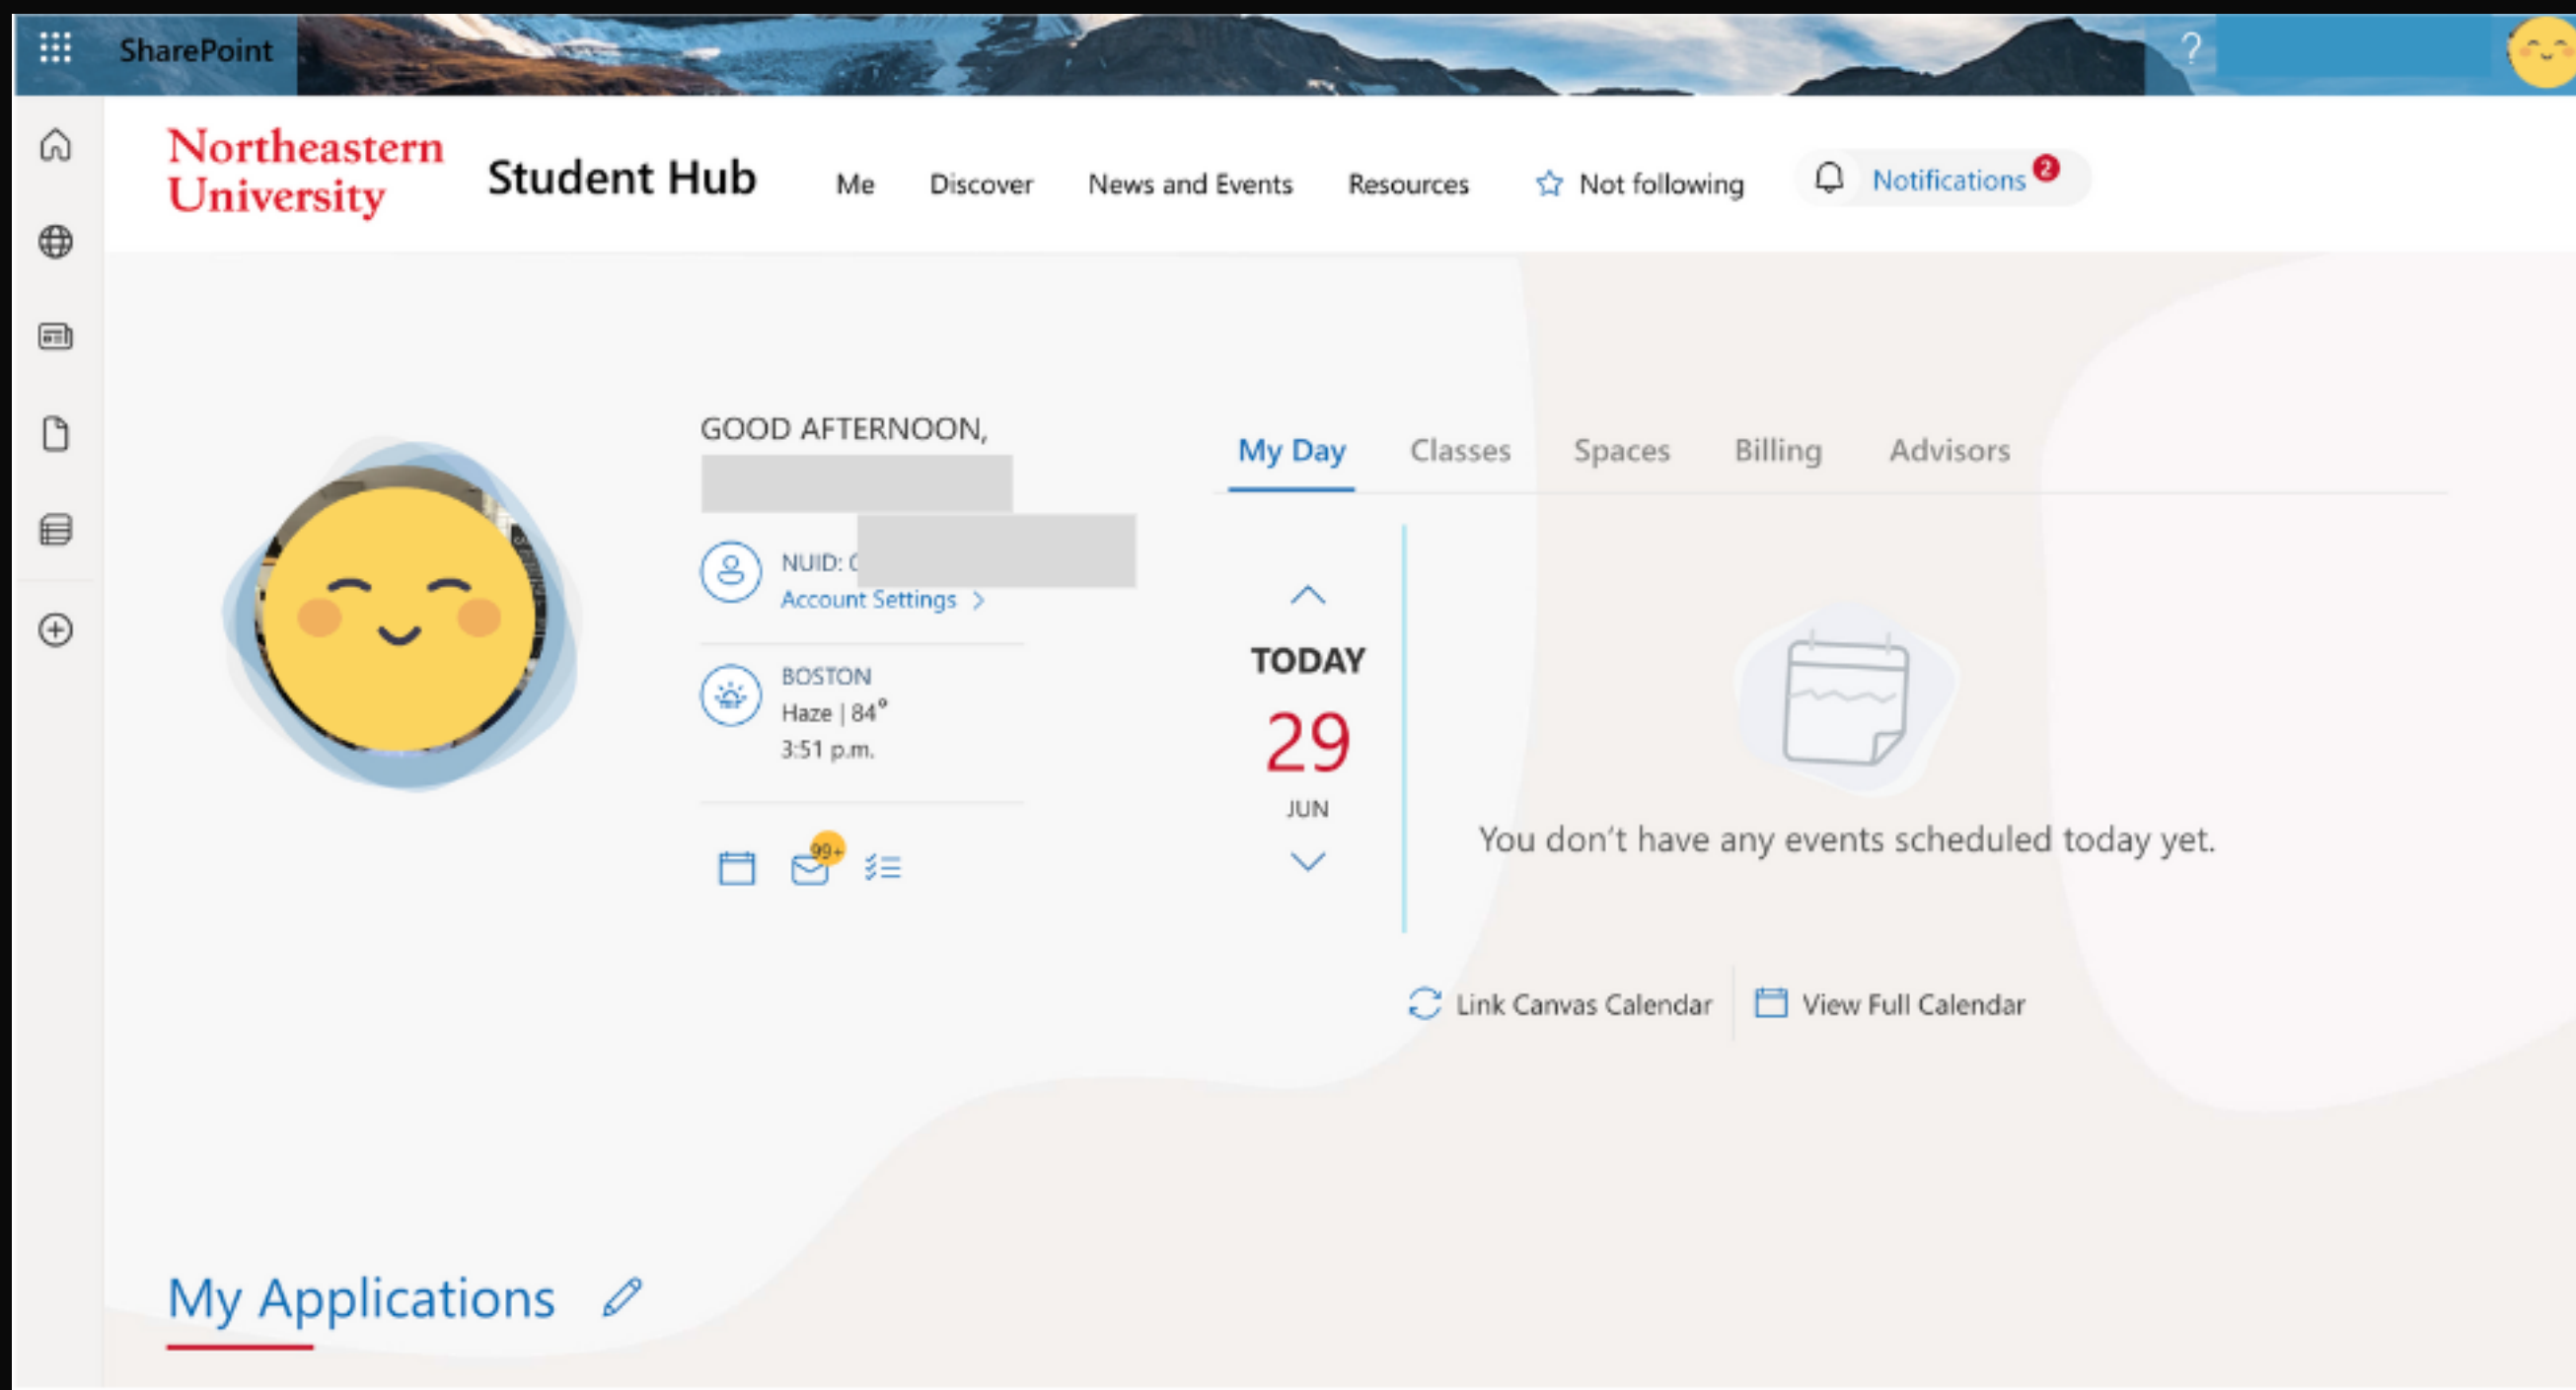 SharePoint
?
Northeastern
University
Student Hub
Me
Discover
News and Events
Resources
Not following
Notifications
2
GOOD AFTERNOON,
NUID:
Account Settings >
BOSTON
Haze | 84°
3:51 p.m.
99+
My Day
Classes
Spaces
Billing
Advisors
TODAY
29
JUN
You don't have any events scheduled today yet.
Link Canvas Calendar
View Full Calendar
My Applications